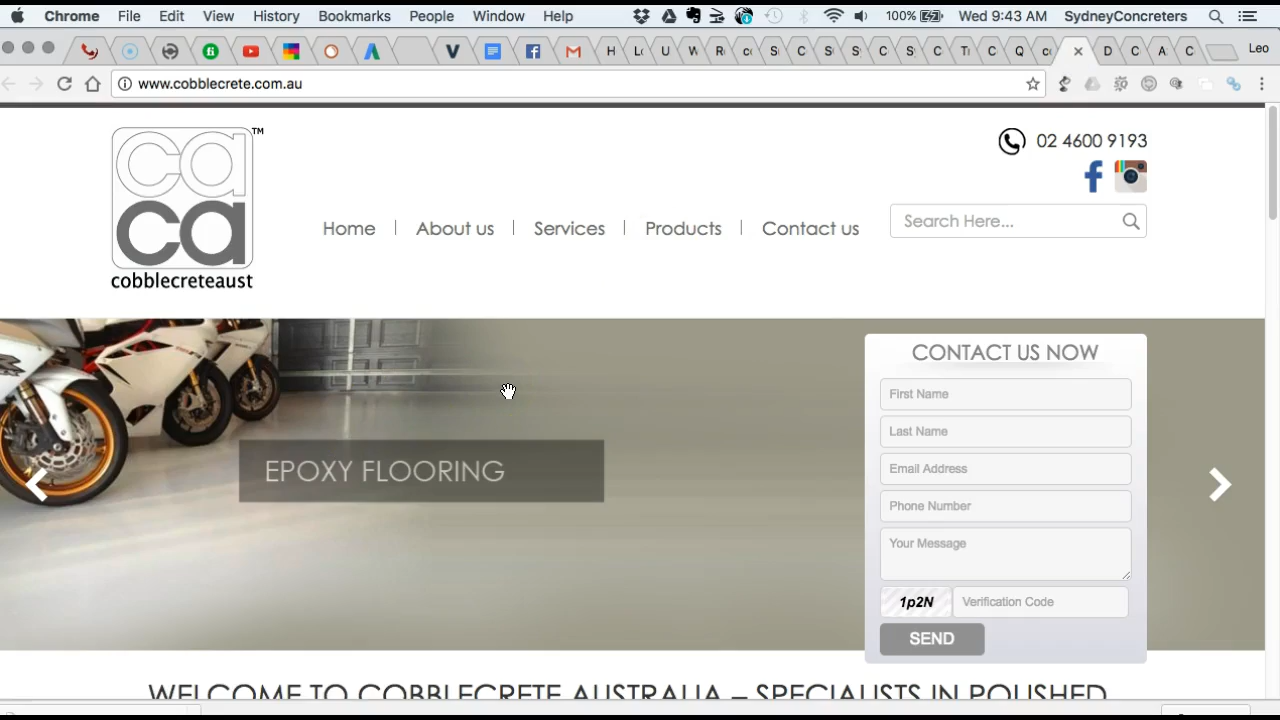 Chrome File Edit View History Bookmarks People Window Help 100% Wed 9:43 AM SydneyConcreters
Leo
www.cobblecrete.com.au
ca TM
ca
cobblecreteaust
02 4600 9193
Search Here...
Home About us Services Products Contact us
CONTACT US NOW
First Name
Last Name
Email Address
EPOXY FLOORING
Phone Number
Your Message
1p2N Verification Code
SEND
WELCOME TO COBBLECRETE AUSTRALIA – SPECIALISTS IN POLISHED